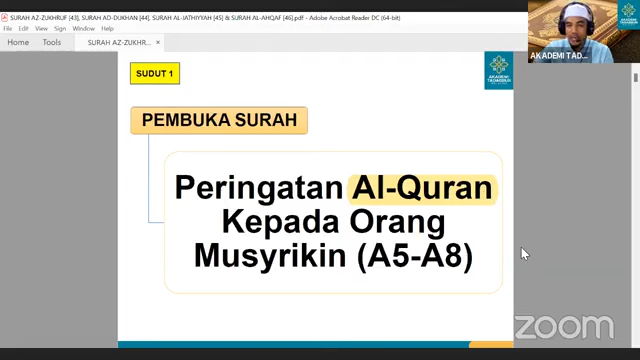 SURAH AZ-ZUKHRUF [43], SURAH AD-DUKHAN [44], SURAH AL-JATHIYYAH [45] & SURAH AL-AHQAF [46].pdf - Adobe Acrobat Reader DC (64-bit)
File Edit View Sign Window Help
Home Tools SURAH AZ-ZUKHR... ×
SUDUT 1
AKADEMI
TADABBUR
PEMBUKA SURAH
Peringatan Al-Quran
Kepada Orang
Musyrikin (A5-A8)
AKADEMI TAD...
zoom